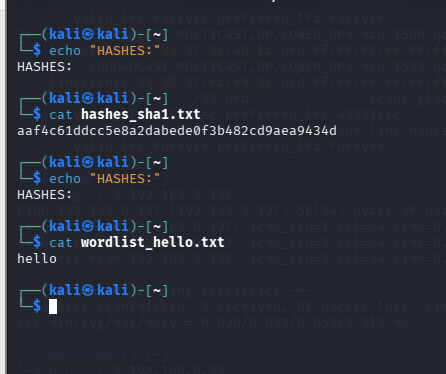 ┌──(kali㉿kali)-[~]
└─$ echo "HASHES:"
HASHES:
┌──(kali㉿kali)-[~]
└─$ cat hashes_sha1.txt
aaf4c61ddcc5e8a2dabede0f3b482cd9aea9434d
┌──(kali㉿kali)-[~]
└─$ echo "HASHES:"
HASHES:
┌──(kali㉿kali)-[~]
└─$ cat wordlist_hello.txt
hello
┌──(kali㉿kali)-[~]
└─$